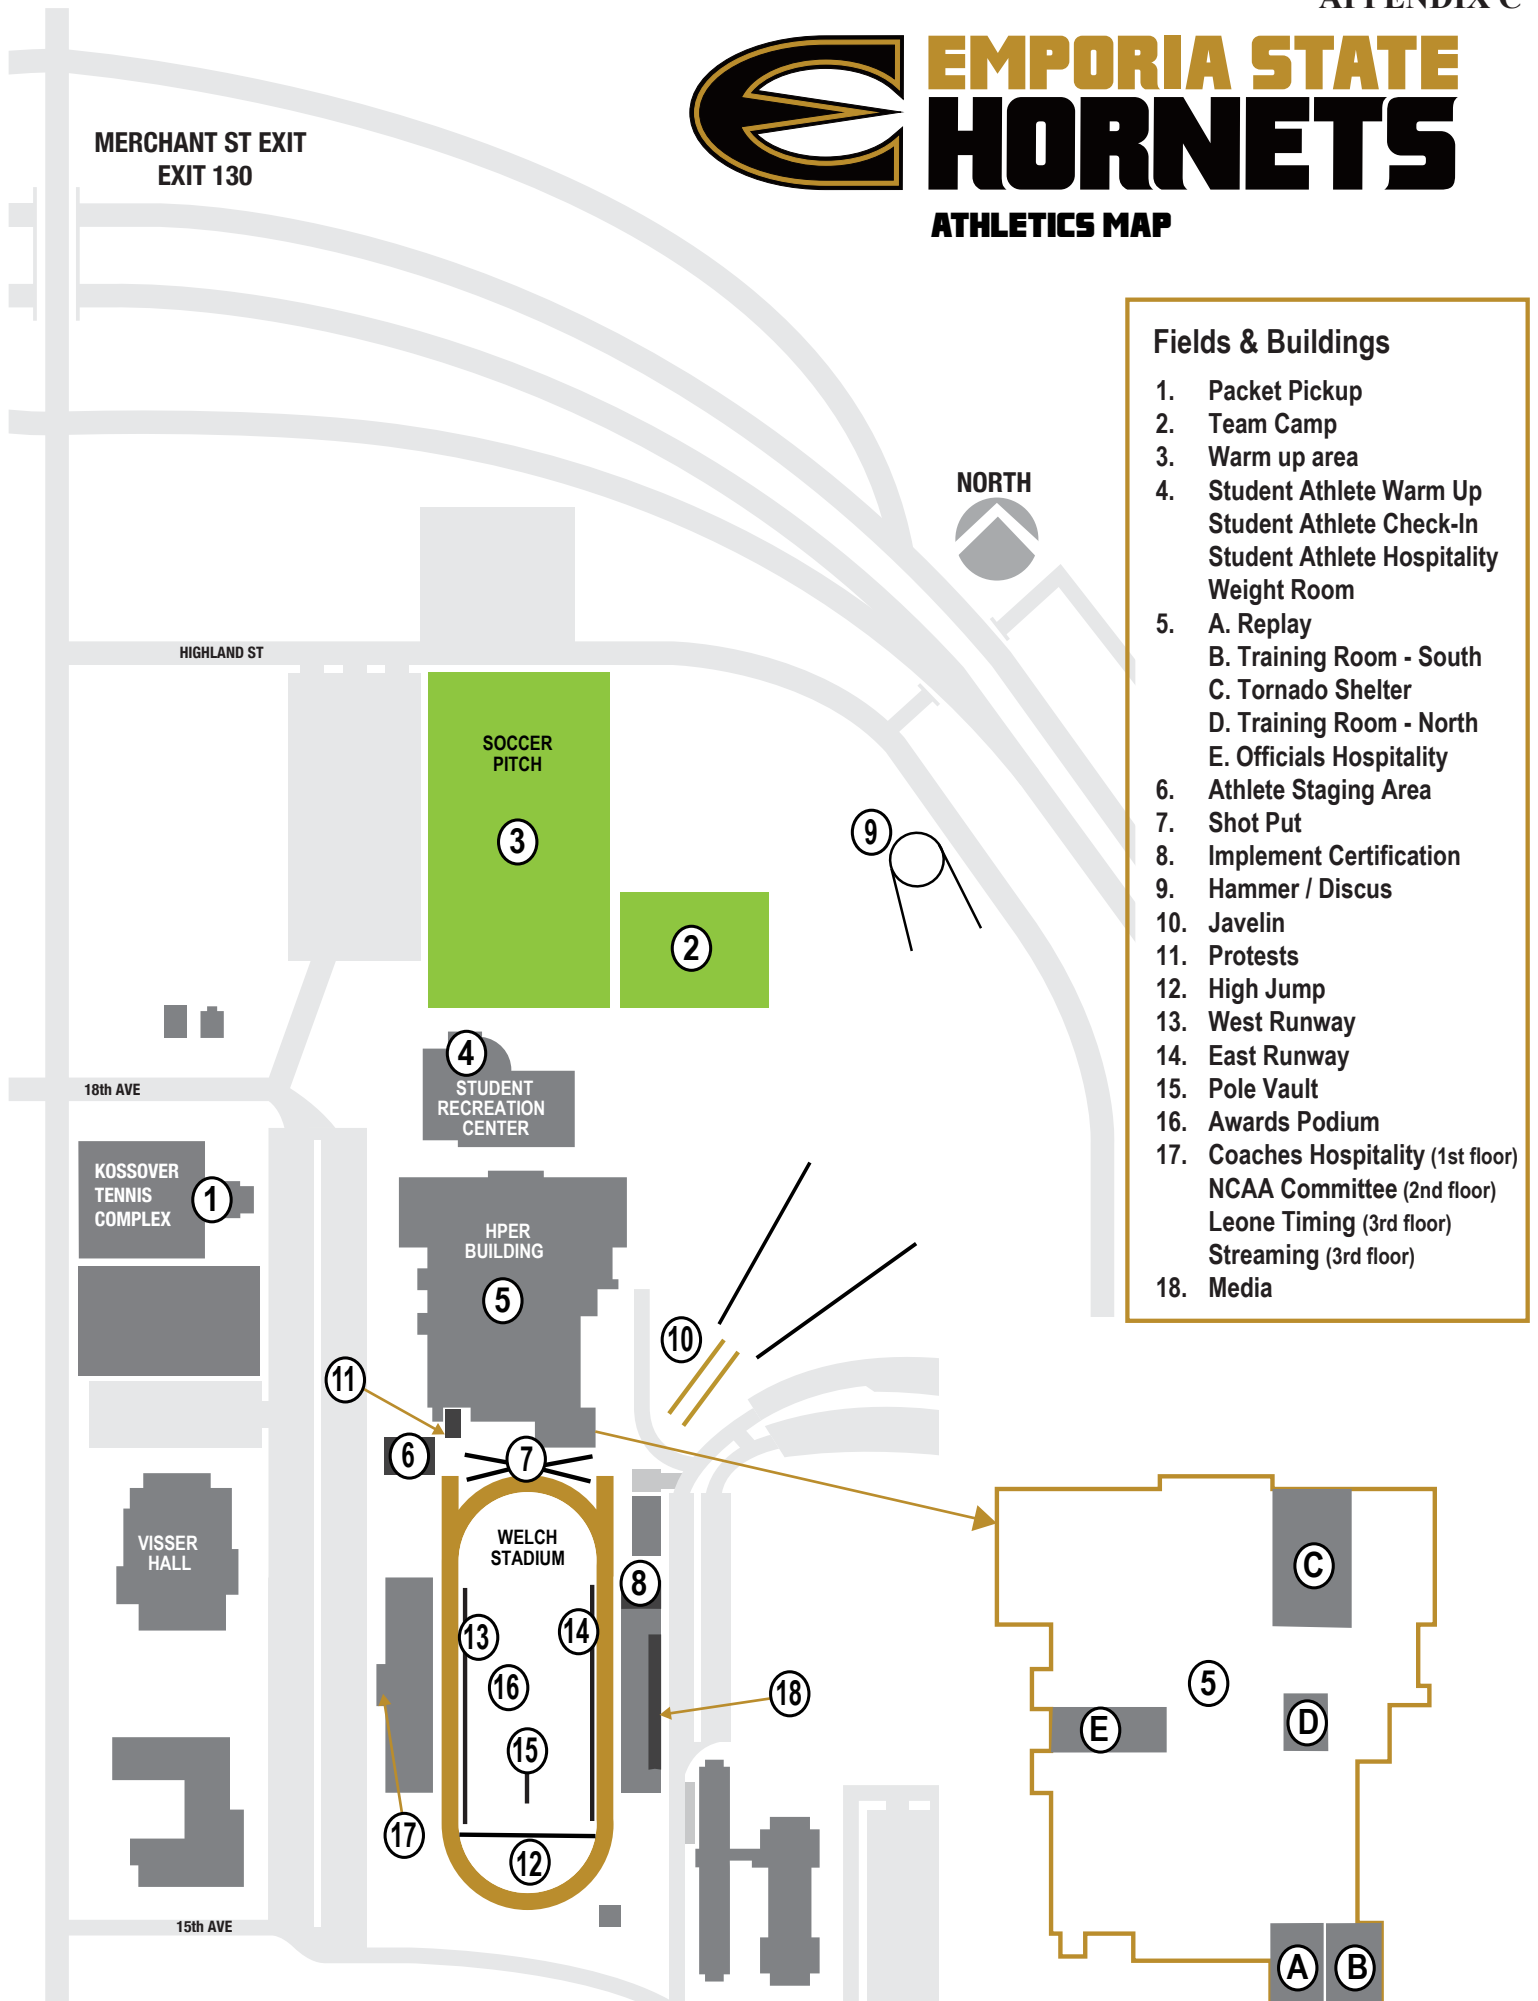 APPENDIX C
EMPORIA STATE
HORNETS
ATHLETICS MAP
MERCHANT ST EXIT
EXIT 130
NORTH
Fields & Buildings
1. Packet Pickup
2. Team Camp
3. Warm up area
4. Student Athlete Warm Up
Student Athlete Check-In
Student Athlete Hospitality
Weight Room
5. A. Replay
B. Training Room - South
C. Tornado Shelter
D. Training Room - North
E. Officials Hospitality
6. Athlete Staging Area
7. Shot Put
8. Implement Certification
9. Hammer / Discus
10. Javelin
11. Protests
12. High Jump
13. West Runway
14. East Runway
15. Pole Vault
16. Awards Podium
17. Coaches Hospitality (1st floor)
NCAA Committee (2nd floor)
Leone Timing (3rd floor)
Streaming (3rd floor)
18. Media
HIGHLAND ST
SOCCER
PITCH
3
9
2
4
STUDENT
RECREATION
CENTER
18th AVE
KOSSOVER
TENNIS
COMPLEX
1
HPER
BUILDING
5
10
11
6
7
WELCH
STADIUM
VISSER
HALL
8
13
14
16
18
15
17
12
15th AVE
C
5
E
D
A
B